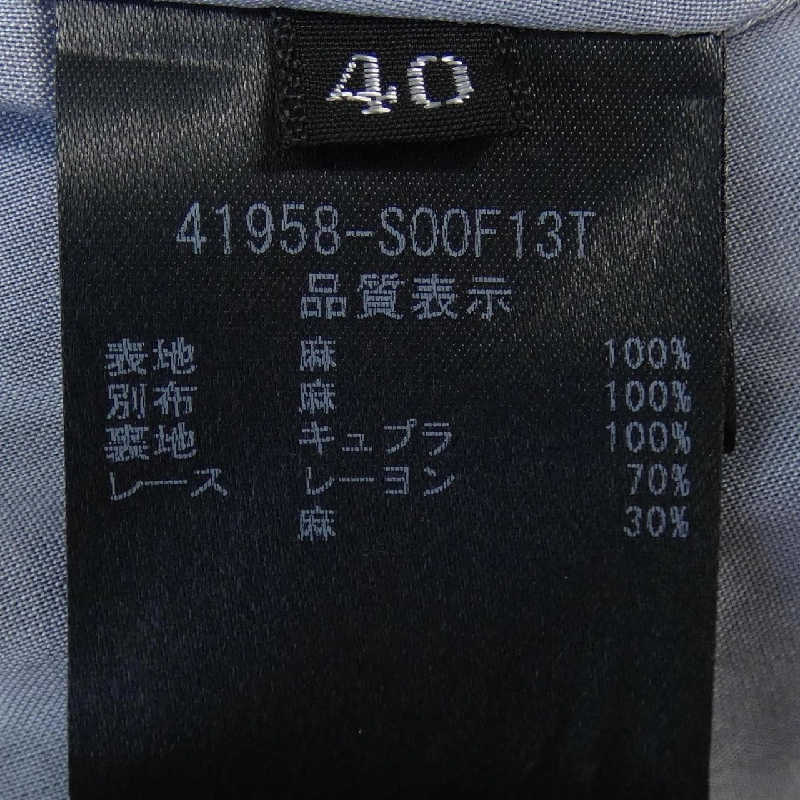 40
41958-S00F13T
品質表示
表地 麻 100%
別布 麻 100%
裏地 キュプラ 100%
レース レーヨン 70%
麻 30%